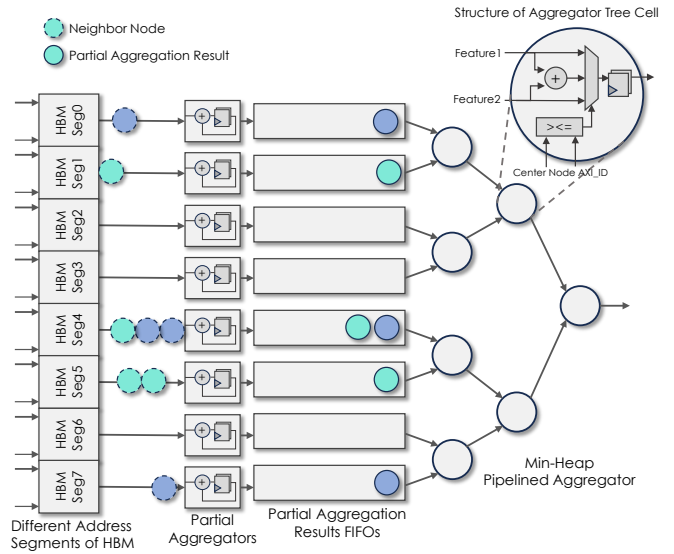 Structure of Aggregator Tree Cell
Neighbor Node
Partial Aggregation Result
Feature1
+
Feature2
><=
Center Node AXI_ID
HBM
Seg0
+
HBM
Seg1
+
HBM
Seg2
+
HBM
Seg3
+
HBM
Seg4
+
HBM
Seg5
+
HBM
Seg6
+
HBM
Seg7
+
Min-Heap
Pipelined Aggregator
Different Address
Segments of HBM
Partial
Aggregators
Partial Aggregation
Results FIFOs